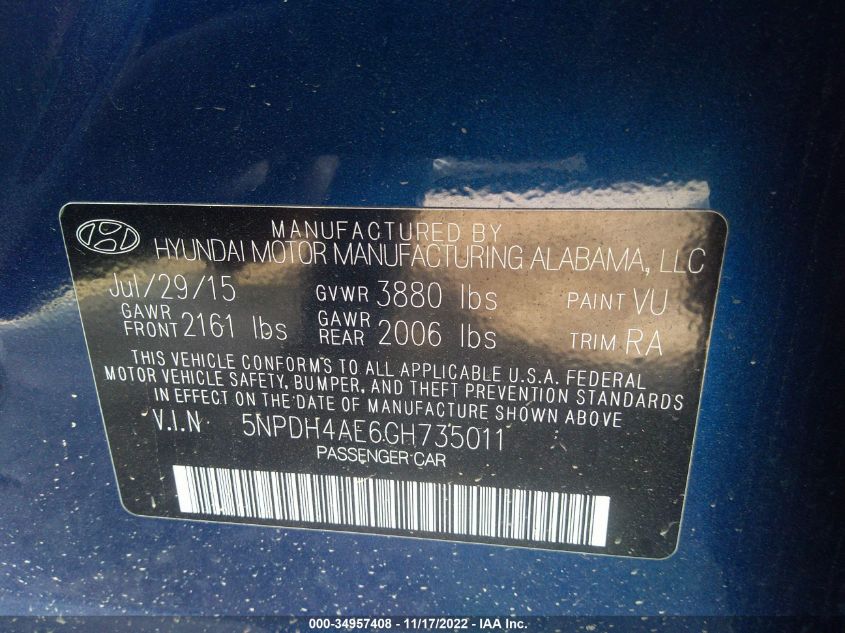 MANUFACTURED BY
HYUNDAI MOTOR MANUFACTURING ALABAMA, LLC
Jul/29/15 GVWR 3880 lbs PAINT VU
GAWR FRONT 2161 lbs GAWR REAR 2006 lbs TRIM RA
THIS VEHICLE CONFORMS TO ALL APPLICABLE U.S.A. FEDERAL
MOTOR VEHICLE SAFETY, BUMPER, AND THEFT PREVENTION STANDARDS
IN EFFECT ON THE DATE OF MANUFACTURE SHOWN ABOVE
V.I.N 5NPDH4AE6GH735011
PASSENGER CAR
000-34957408 - 11/17/2022 - IAA Inc.